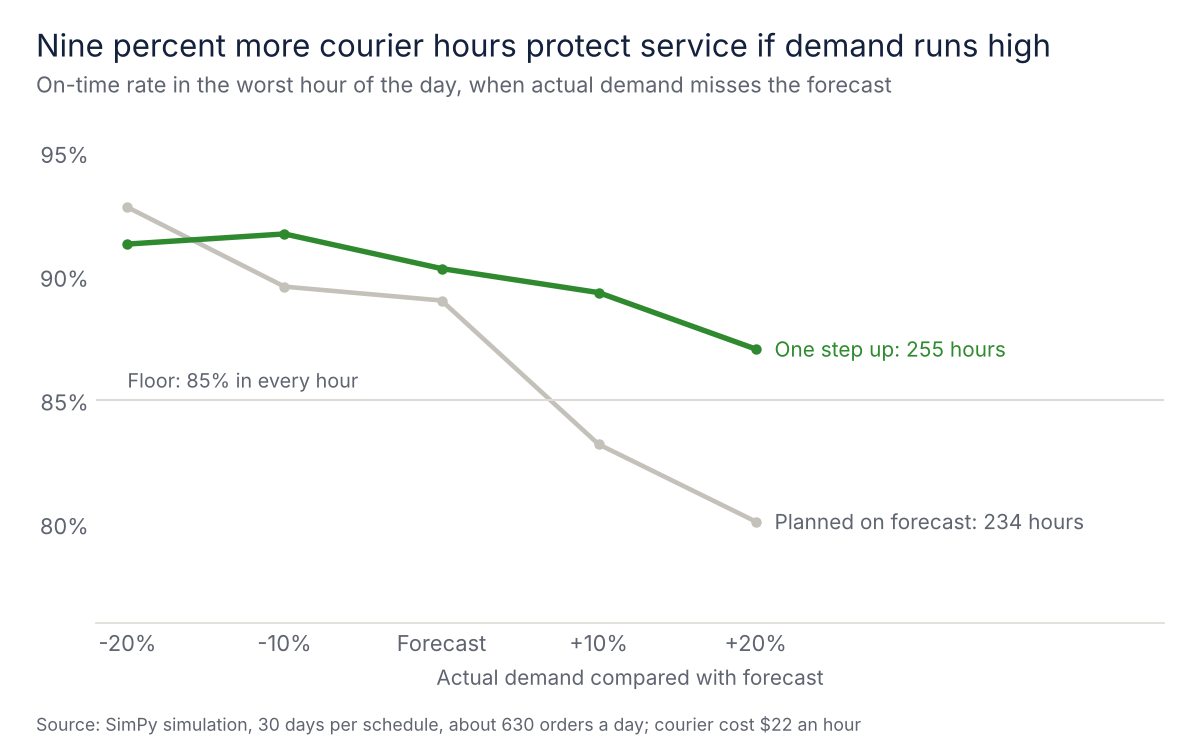 Nine percent more courier hours protect service if demand runs high
On-time rate in the worst hour of the day, when actual demand misses the forecast
95%
90%
One step up: 255 hours
Floor: 85% in every hour
85%
80%
Planned on forecast: 234 hours
-20%
-10%
Forecast
+10%
+20%
Actual demand compared with forecast
Source: SimPy simulation, 30 days per schedule, about 630 orders a day; courier cost $22 an hour